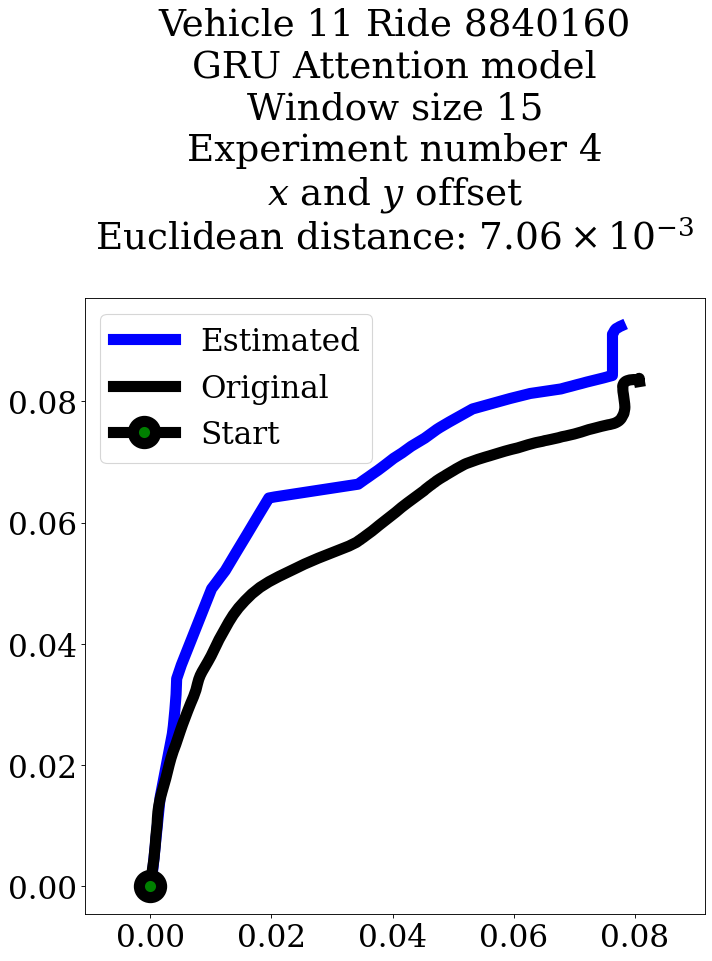 Vehicle 11 Ride 8840160
GRU Attention model
Window size 15
Experiment number 4
x and y offset
Euclidean distance: 7.06 × 10⁻³
Estimated
Original
Start
0.08
0.06
0.04
0.02
0.00
0.00 0.02 0.04 0.06 0.08